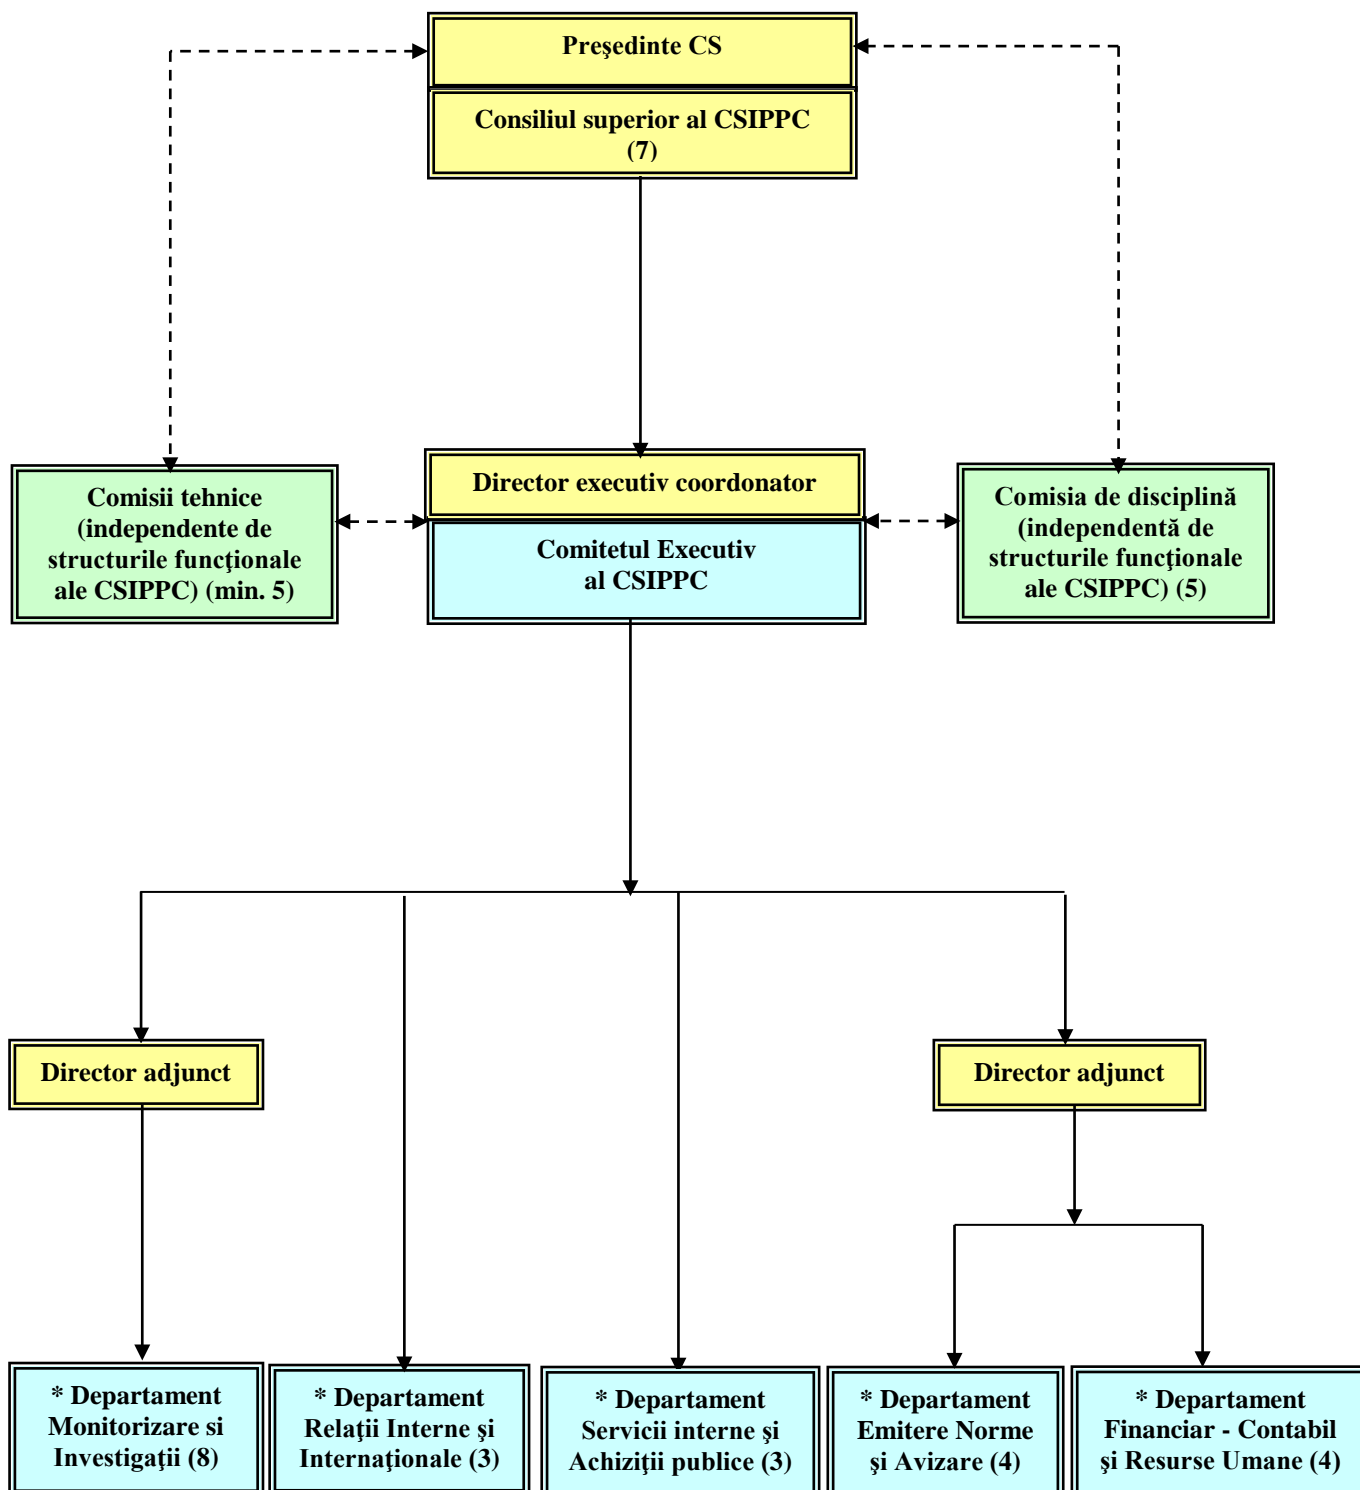 Preşedinte CS
Consiliul superior al CSIPPC
(7)
Director executiv coordonator
Comitetul Executiv
al CSIPPC
Comisii tehnice
(independente de
structurile funcţionale
ale CSIPPC) (min. 5)
Comisia de disciplină
(independentă de
structurile funcţionale
ale CSIPPC) (5)
Director adjunct
Director adjunct
* Departament
Monitorizare si
Investigaţii (8)
* Departament
Relaţii Interne şi
Internaţionale (3)
* Departament
Servicii interne şi
Achiziţii publice (3)
* Departament
Emitere Norme
şi Avizare (4)
* Departament
Financiar - Contabil
şi Resurse Umane (4)